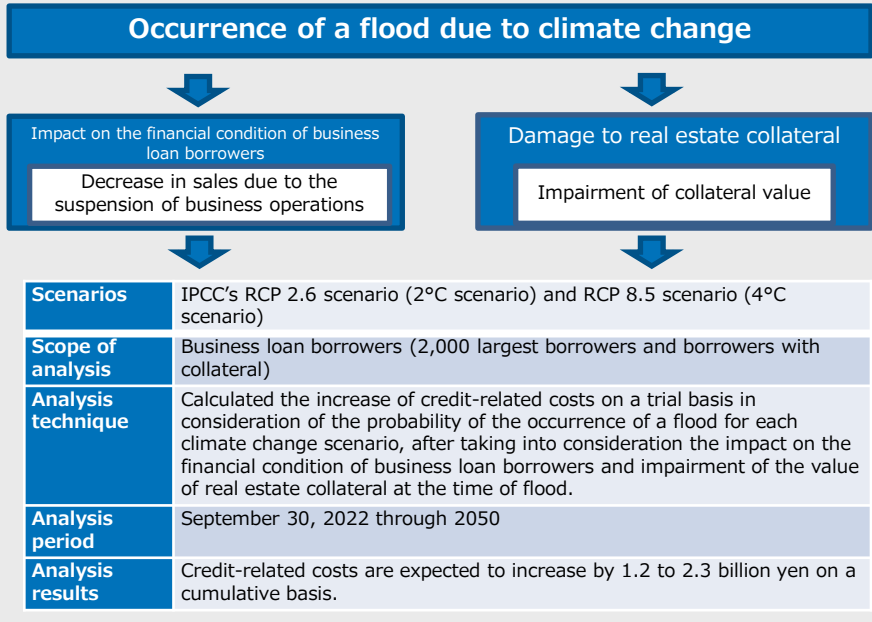 Occurrence of a flood due to climate change
Impact on the financial condition of business
loan borrowers
Decrease in sales due to the
suspension of business operations
Damage to real estate collateral
Impairment of collateral value
Scenarios
IPCC’s RCP 2.6 scenario (2°C scenario) and RCP 8.5 scenario (4°C
scenario)
Scope of
analysis
Business loan borrowers (2,000 largest borrowers and borrowers with
collateral)
Analysis
technique
Calculated the increase of credit-related costs on a trial basis in
consideration of the probability of the occurrence of a flood for each
climate change scenario, after taking into consideration the impact on the
financial condition of business loan borrowers and impairment of the value
of real estate collateral at the time of flood.
Analysis
period
September 30, 2022 through 2050
Analysis
results
Credit-related costs are expected to increase by 1.2 to 2.3 billion yen on a
cumulative basis.